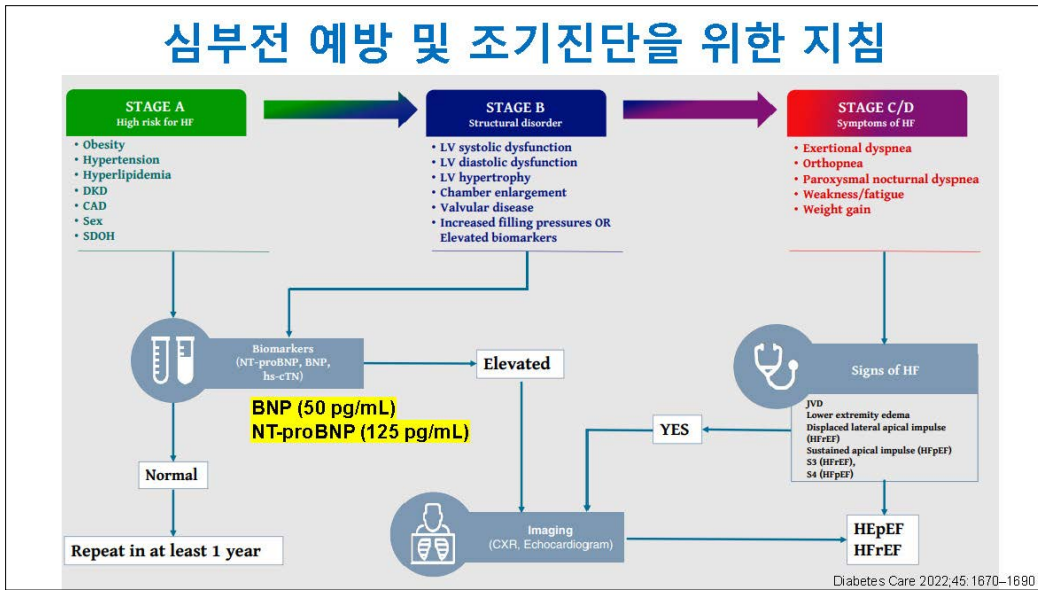 심부전 예방 및 조기진단을 위한 지침
STAGE A
High risk for HF
• Obesity
• Hypertension
• Hyperlipidemia
• DKD
• CAD
• Sex
• SDOH
STAGE B
Structural disorder
• LV systolic dysfunction
• LV diastolic dysfunction
• LV hypertrophy
• Chamber enlargement
• Valvular disease
• Increased filling pressures OR
Elevated biomarkers
STAGE C/D
Symptoms of HF
• Exertional dyspnea
• Orthopnea
• Paroxysmal nocturnal dyspnea
• Weakness/fatigue
• Weight gain
Biomarkers
(NT-proBNP, BNP,
hs-cTN)
Elevated
BNP (50 pg/mL)
NT-proBNP (125 pg/mL)
Signs of HF
JVD
Lower extremity edema
Displaced lateral apical impulse
(HFrEF)
Sustained apical impulse (HFpEF)
S3 (HFrEF),
S4 (HFpEF)
YES
Normal
Repeat in at least 1 year
Imaging
(CXR, Echocardiogram)
HEpEF
HFrEF
Diabetes Care 2022;45:1670–1690